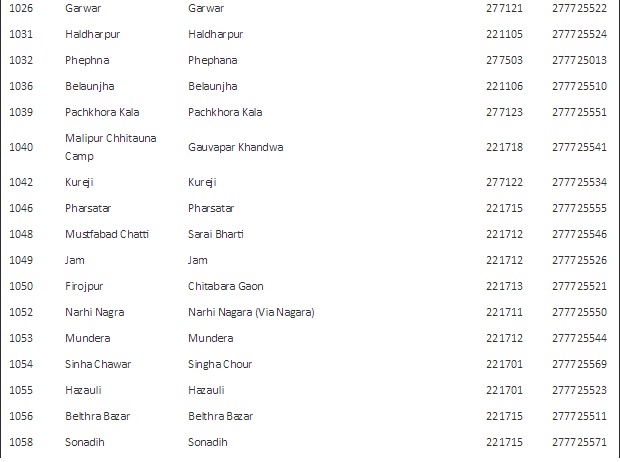 1026 Garwar Garwar 277121 277725522
1031 Haldharpur Haldharpur 221105 277725524
1032 Phephna Phephana 277503 277725013
1036 Belaunjha Belaunjha 221106 277725510
1039 Pachkhora Kala Pachkhora Kala 277123 277725551
1040 Malipur Chhitauna Camp Gauvapar Khandwa 221718 277725541
1042 Kureji Kureji 277122 277725534
1046 Pharsatar Pharsatar 221715 277725555
1048 Mustfabad Chatti Sarai Bharti 221712 277725546
1049 Jam Jam 221712 277725526
1050 Firojpur Chitabara Gaon 221713 277725521
1052 Narhi Nagra Narhi Nagara (Via Nagara) 221711 277725550
1053 Mundera Mundera 221712 277725544
1054 Sinha Chawar Singha Chour 221701 277725569
1055 Hazauli Hazauli 221701 277725523
1056 Belthra Bazar Belthra Bazar 221715 277725511
1058 Sonadih Sonadih 221715 277725571